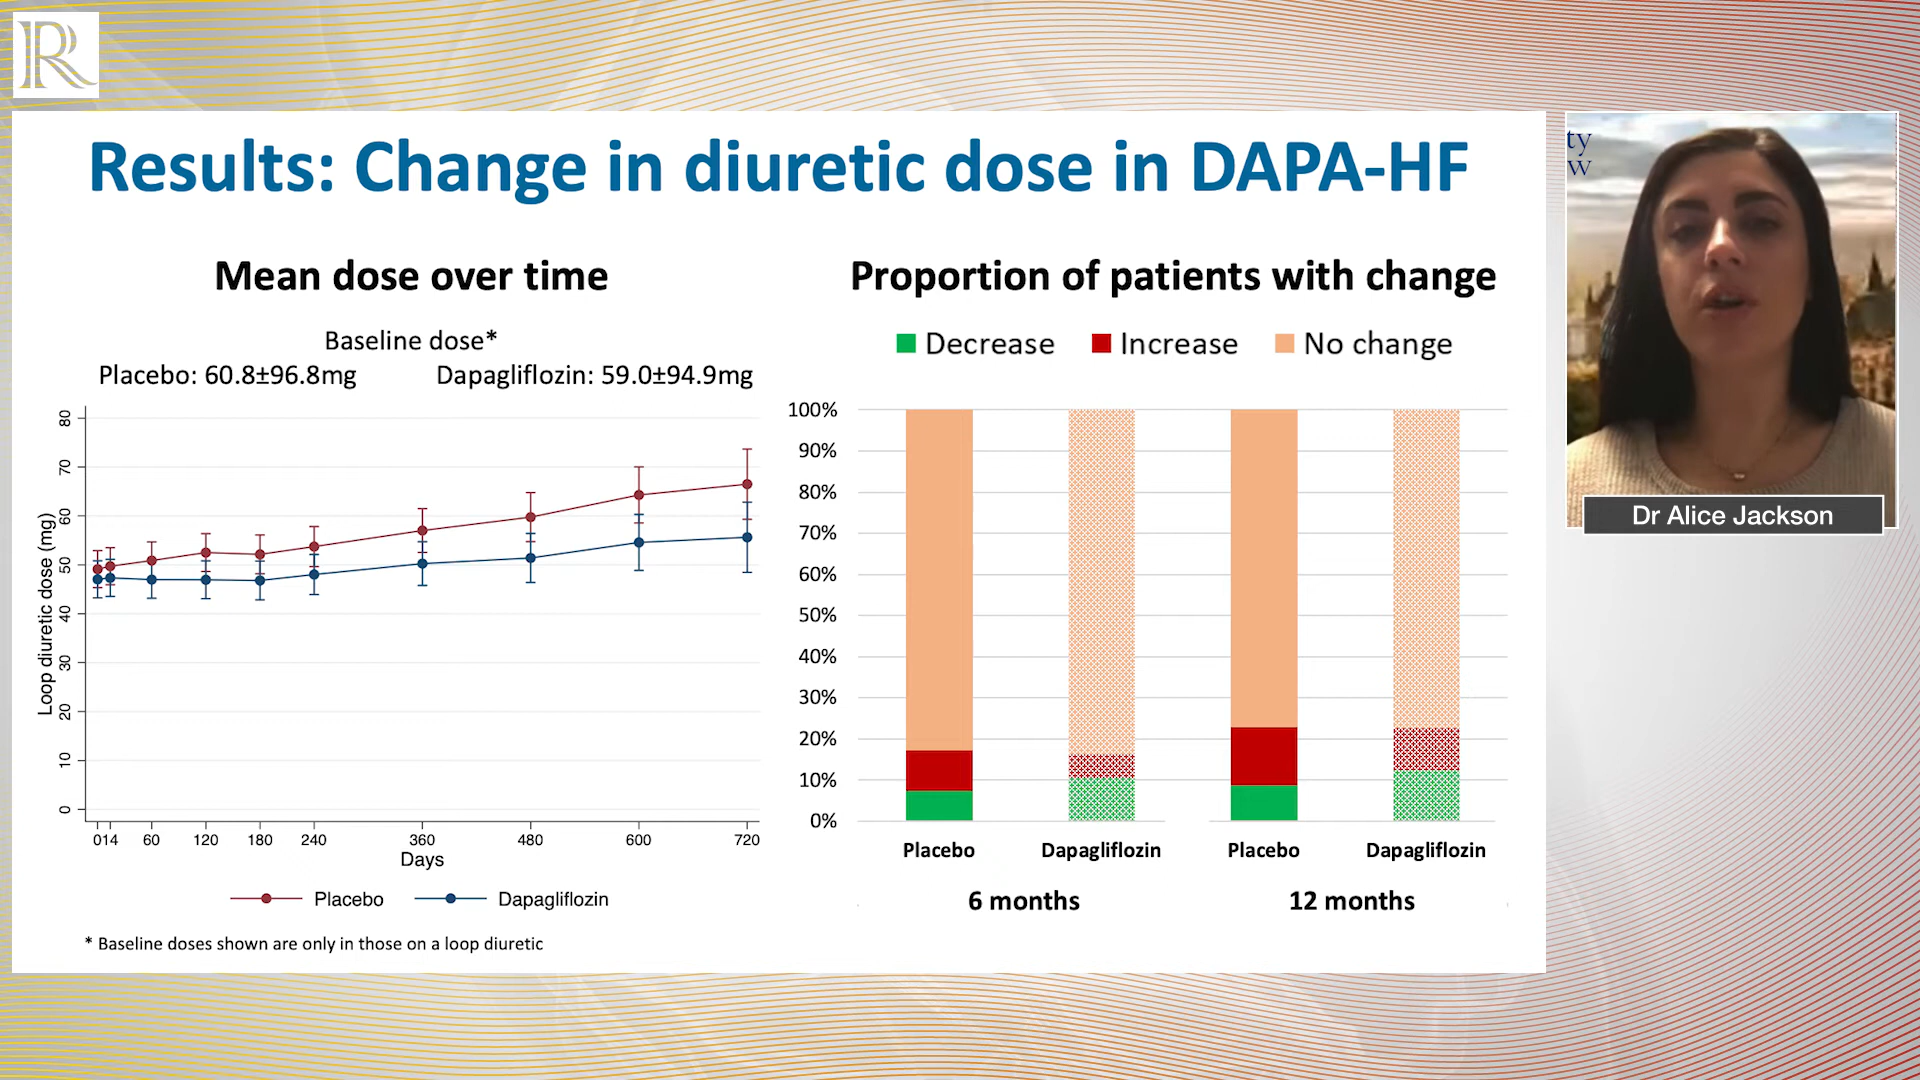 R
Results: Change in diuretic dose in DAPA-HF
Mean dose over time
Baseline dose*
Placebo: 60.8±96.8mg Dapagliflozin: 59.0±94.9mg
Loop diuretic dose (mg)
80
70
60
50
40
30
20
10
0
0 14 60 120 180 240 360 480 600 720
Days
Placebo Dapagliflozin
* Baseline doses shown are only in those on a loop diuretic
Proportion of patients with change
Decrease Increase No change
100%
90%
80%
70%
60%
50%
40%
30%
20%
10%
0%
Placebo Dapagliflozin Placebo Dapagliflozin
6 months 12 months
ty
w
Dr Alice Jackson